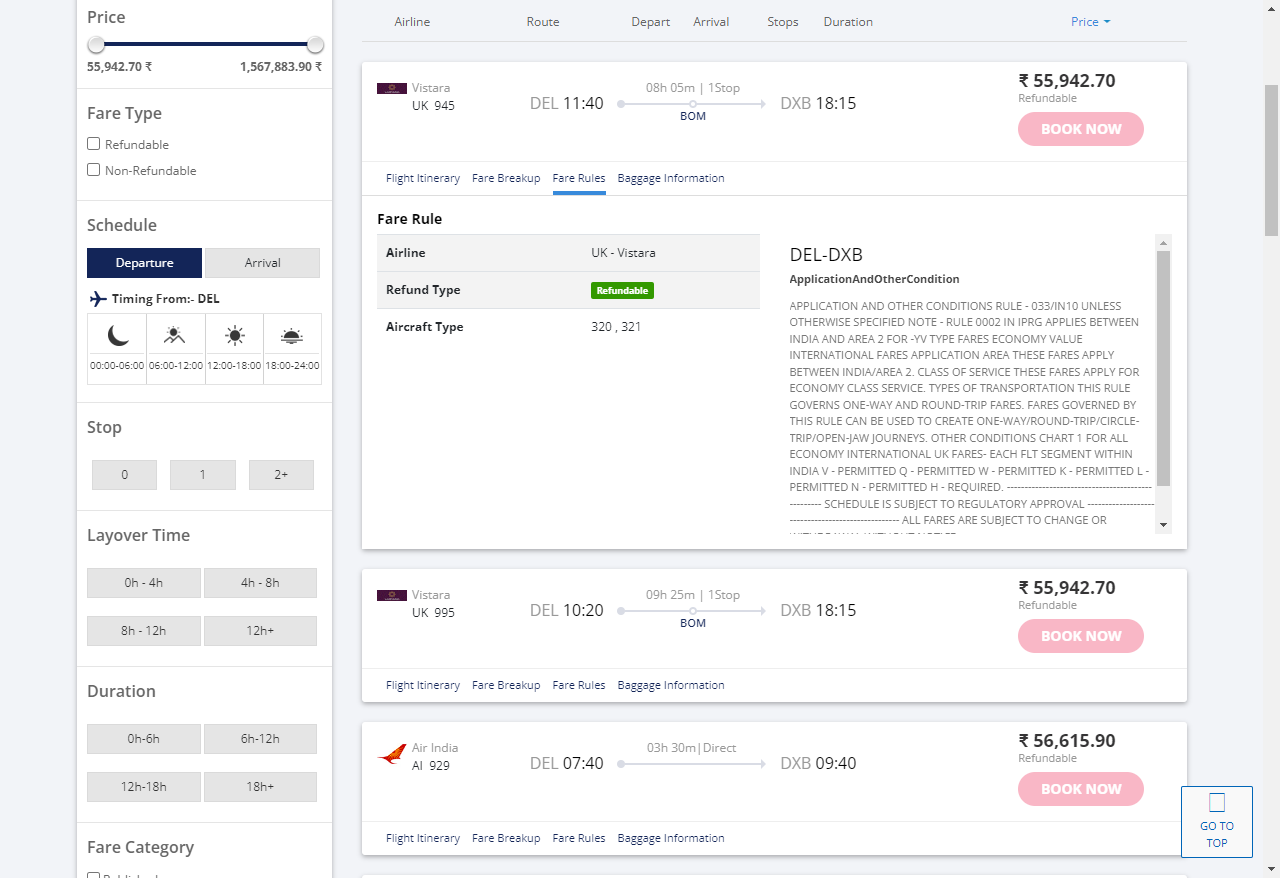 Price
55,942.70 ₹ 1,567,883.90 ₹
Fare Type
Refundable
Non-Refundable
Schedule
Departure Arrival
Timing From:- DEL
00:00-06:00 06:00-12:00 12:00-18:00 18:00-24:00
Stop
0 1 2+
Layover Time
0h - 4h 4h - 8h
8h - 12h 12h+
Duration
0h-6h 6h-12h
12h-18h 18h+
Fare Category
Airline Route Depart Arrival Stops Duration Price
Vistara
UK 945
DEL 11:40
08h 05m | 1Stop
BOM
DXB 18:15
₹ 55,942.70
Refundable
BOOK NOW
Flight Itinerary Fare Breakup Fare Rules Baggage Information
Fare Rule
Airline UK - Vistara
Refund Type Refundable
Aircraft Type 320 , 321
DEL-DXB
ApplicationAndOtherCondition
APPLICATION AND OTHER CONDITIONS RULE - 033/IN10 UNLESS
OTHERWISE SPECIFIED NOTE - RULE 0002 IN IPRG APPLIES BETWEEN
INDIA AND AREA 2 FOR -YV TYPE FARES ECONOMY VALUE
INTERNATIONAL FARES APPLICATION AREA THESE FARES APPLY
BETWEEN INDIA/AREA 2. CLASS OF SERVICE THESE FARES APPLY FOR
ECONOMY CLASS SERVICE. TYPES OF TRANSPORTATION THIS RULE
GOVERNS ONE-WAY AND ROUND-TRIP FARES. FARES GOVERNED BY
THIS RULE CAN BE USED TO CREATE ONE-WAY/ROUND-TRIP/CIRCLE-
TRIP/OPEN-JAW JOURNEYS. OTHER CONDITIONS CHART 1 FOR ALL
ECONOMY INTERNATIONAL UK FARES- EACH FLT SEGMENT WITHIN
INDIA V - PERMITTED Q - PERMITTED W - PERMITTED K - PERMITTED L -
PERMITTED N - PERMITTED H - REQUIRED. -----------------------------------------
--------- SCHEDULE IS SUBJECT TO REGULATORY APPROVAL -------------------
------------------------------- ALL FARES ARE SUBJECT TO CHANGE OR
Vistara
UK 995
DEL 10:20
09h 25m | 1Stop
BOM
DXB 18:15
₹ 55,942.70
Refundable
BOOK NOW
Flight Itinerary Fare Breakup Fare Rules Baggage Information
Air India
AI 929
DEL 07:40
03h 30m|Direct
DXB 09:40
₹ 56,615.90
Refundable
BOOK NOW
Flight Itinerary Fare Breakup Fare Rules Baggage Information
GO TO
TOP